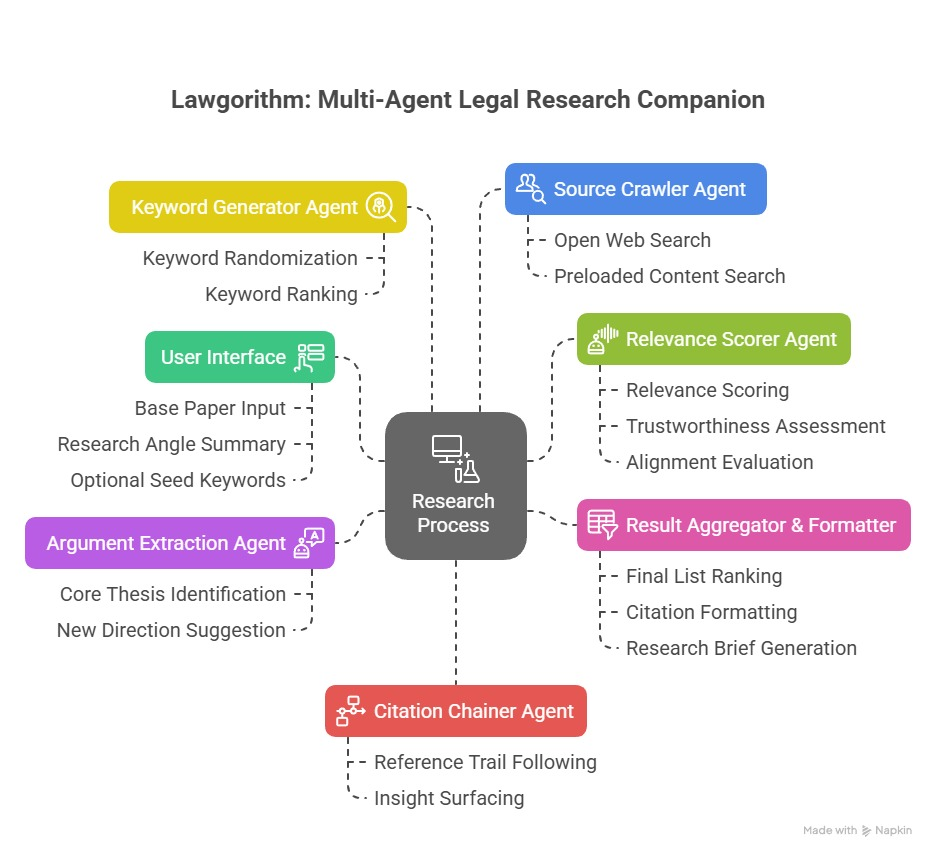 Lawgorithm: Multi-Agent Legal Research Companion
Keyword Generator Agent
Keyword Randomization
Keyword Ranking
User Interface
Base Paper Input
Research Angle Summary
Optional Seed Keywords
Argument Extraction Agent
A
Core Thesis Identification
New Direction Suggestion
Research
Process
Source Crawler Agent
Open Web Search
Preloaded Content Search
Relevance Scorer Agent
Relevance Scoring
Trustworthiness Assessment
Alignment Evaluation
Result Aggregator & Formatter
Final List Ranking
Citation Formatting
Research Brief Generation
Citation Chainer Agent
Reference Trail Following
Insight Surfacing
Made with Napkin